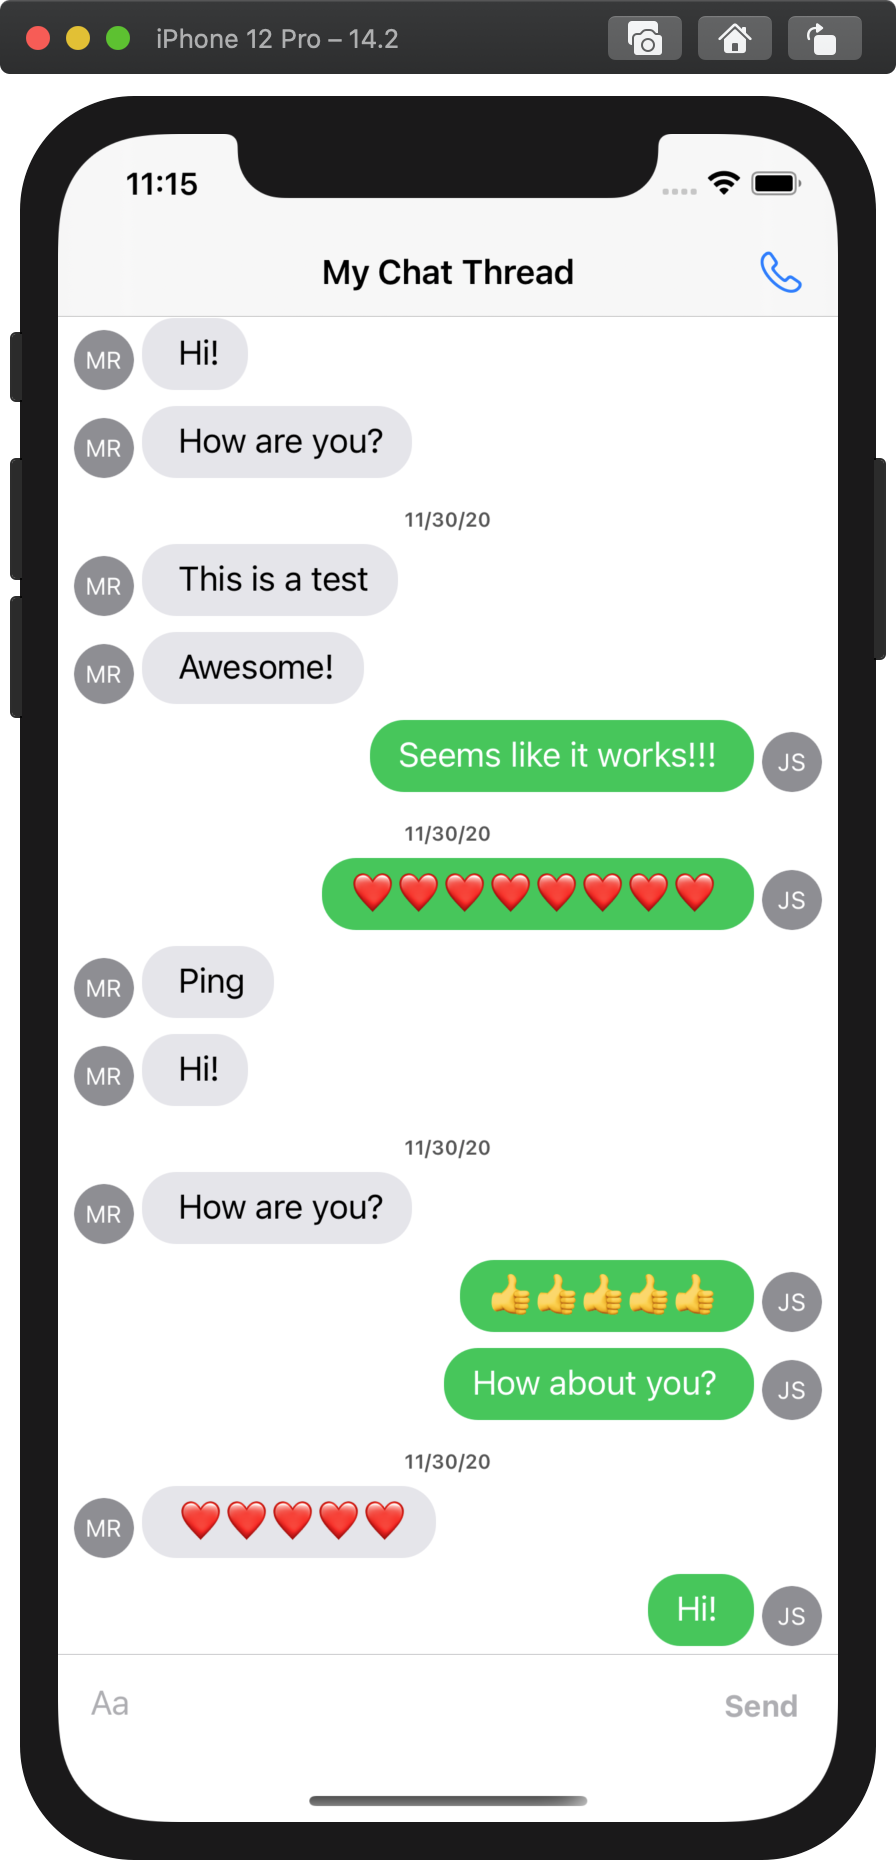 iPhone 12 Pro – 14.2
11:15
My Chat Thread
MR Hi!
MR How are you?
11/30/20
MR This is a test
MR Awesome!
Seems like it works!!! JS
11/30/20
❤️❤️❤️❤️❤️❤️❤️❤️ JS
MR Ping
MR Hi!
11/30/20
MR How are you?
👍👍👍👍👍 JS
How about you? JS
11/30/20
MR ❤️❤️❤️❤️❤️
Hi! JS
Aa Send